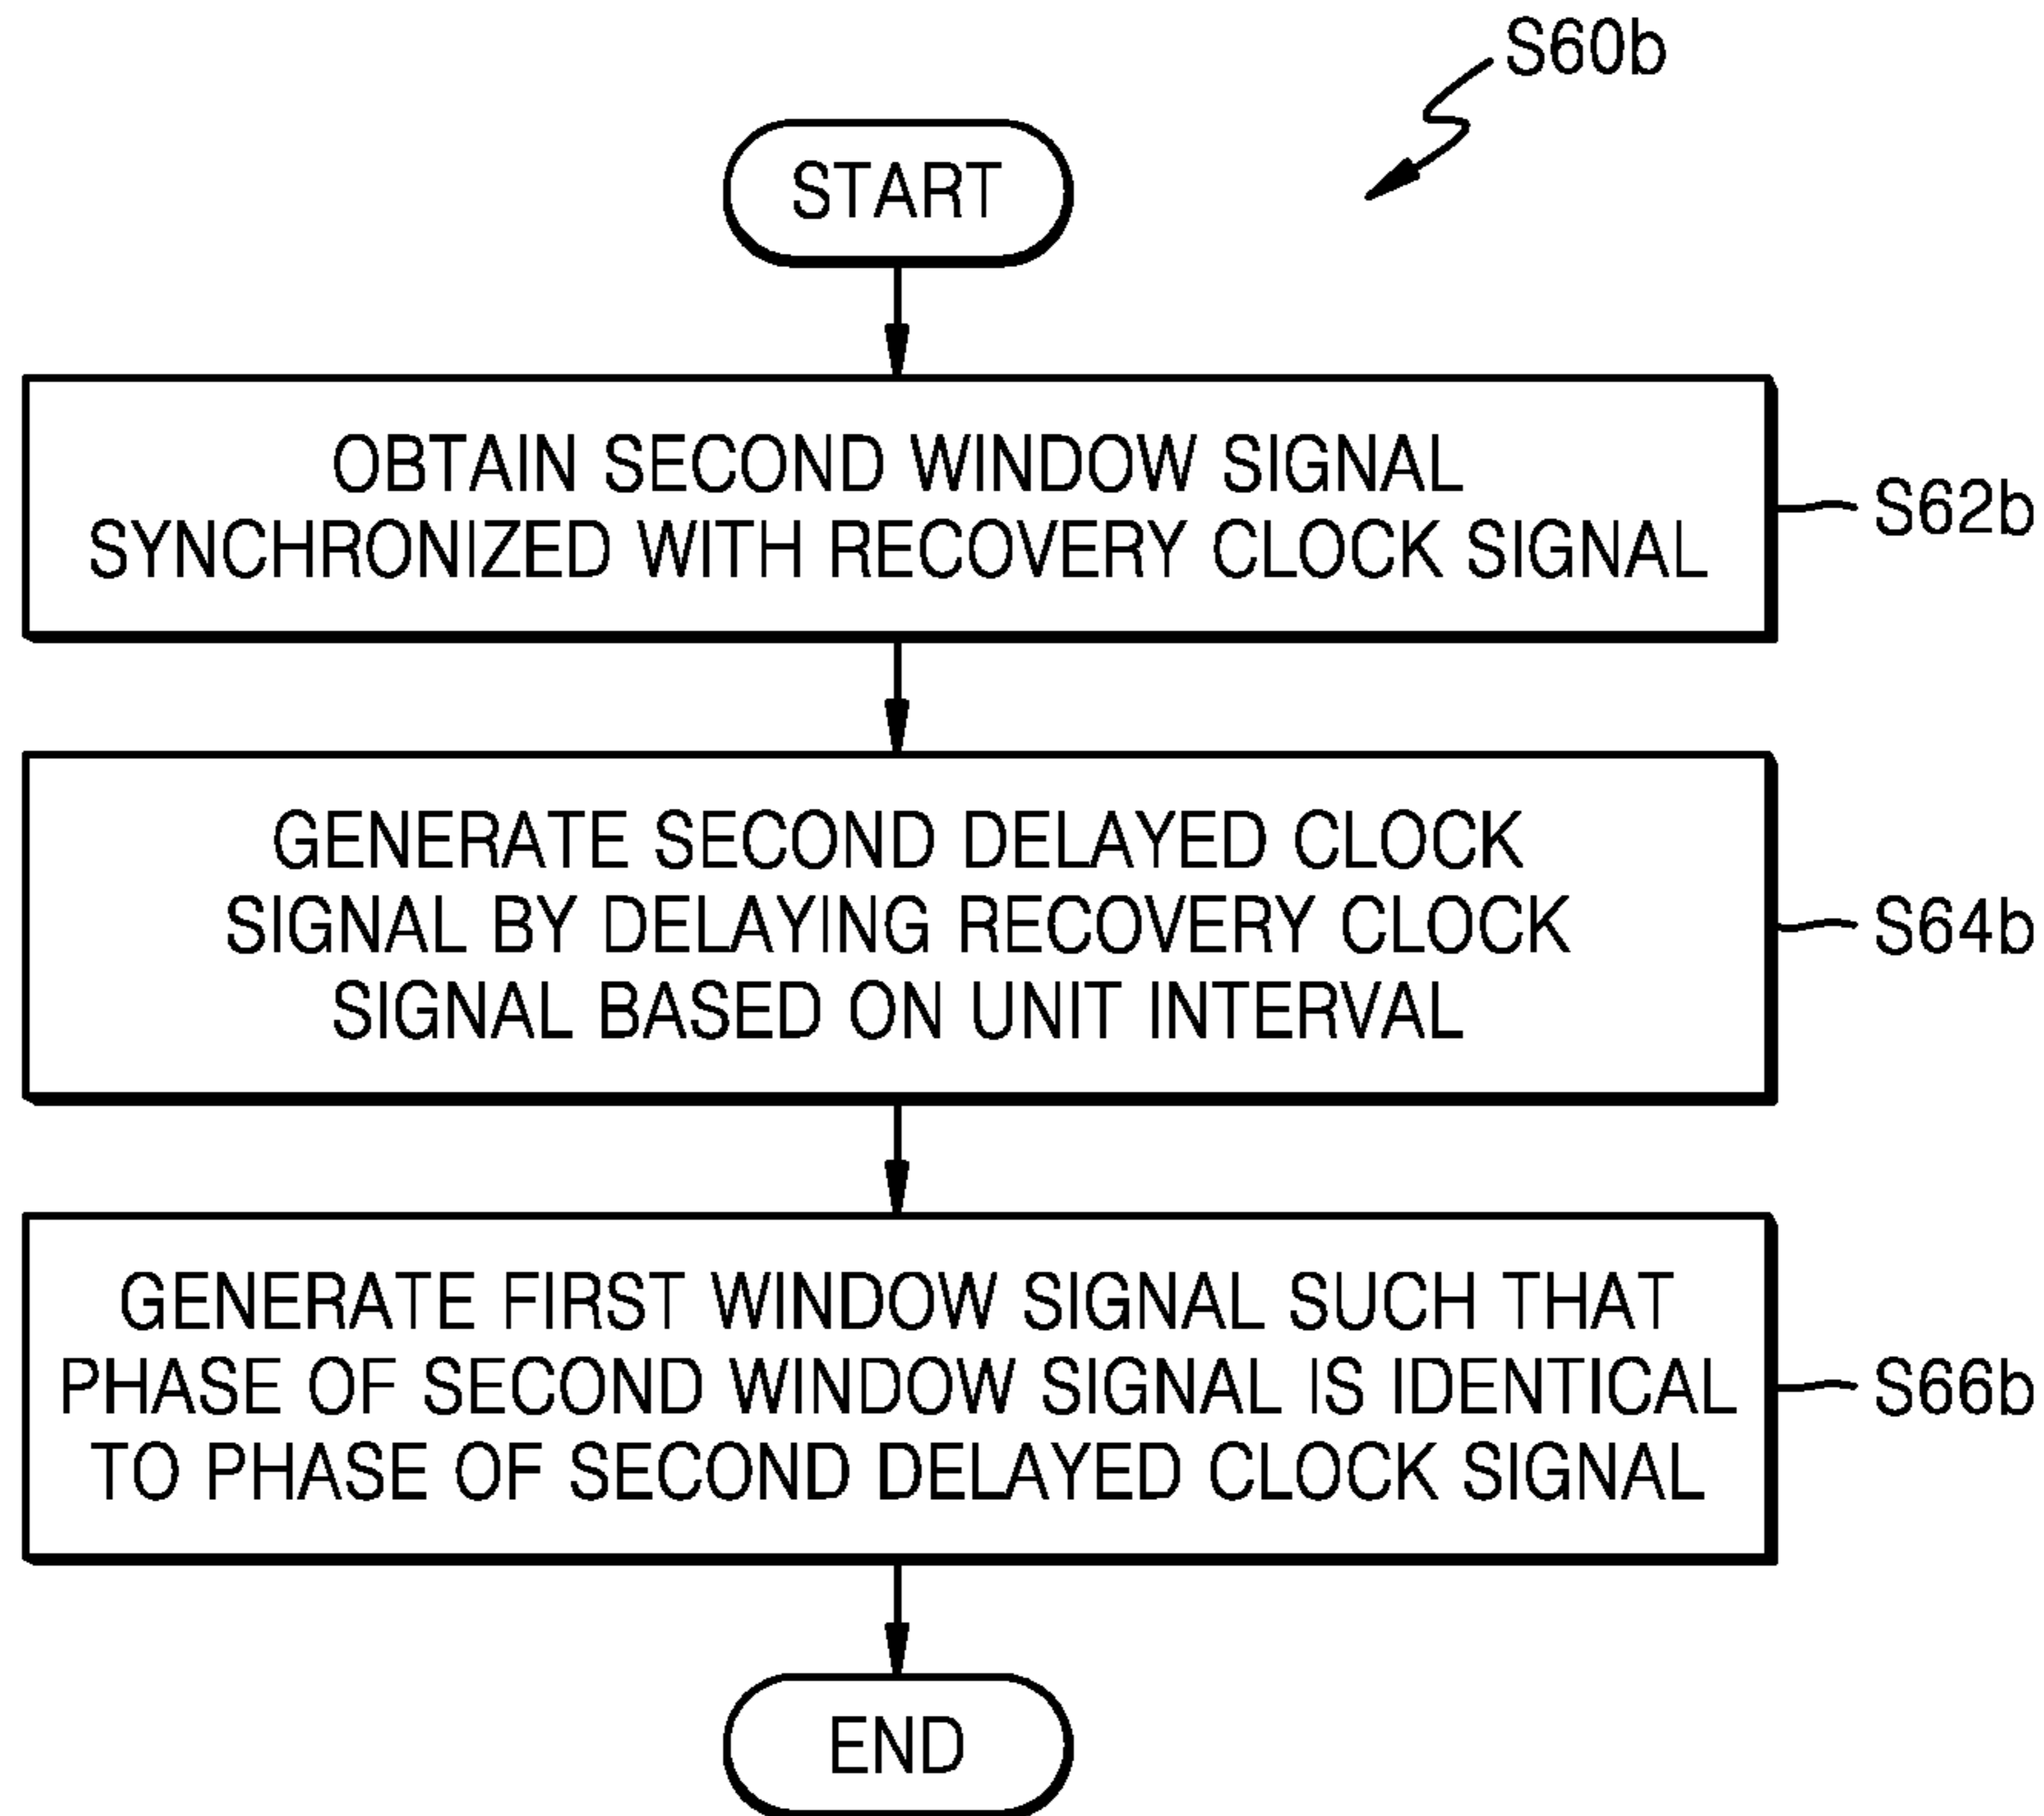 S60b
START
OBTAIN SECOND WINDOW SIGNAL
SYNCHRONIZED WITH RECOVERY CLOCK SIGNAL
S62b
GENERATE SECOND DELAYED CLOCK
SIGNAL BY DELAYING RECOVERY CLOCK
SIGNAL BASED ON UNIT INTERVAL
S64b
GENERATE FIRST WINDOW SIGNAL SUCH THAT
PHASE OF SECOND WINDOW SIGNAL IS IDENTICAL
TO PHASE OF SECOND DELAYED CLOCK SIGNAL
S66b
END